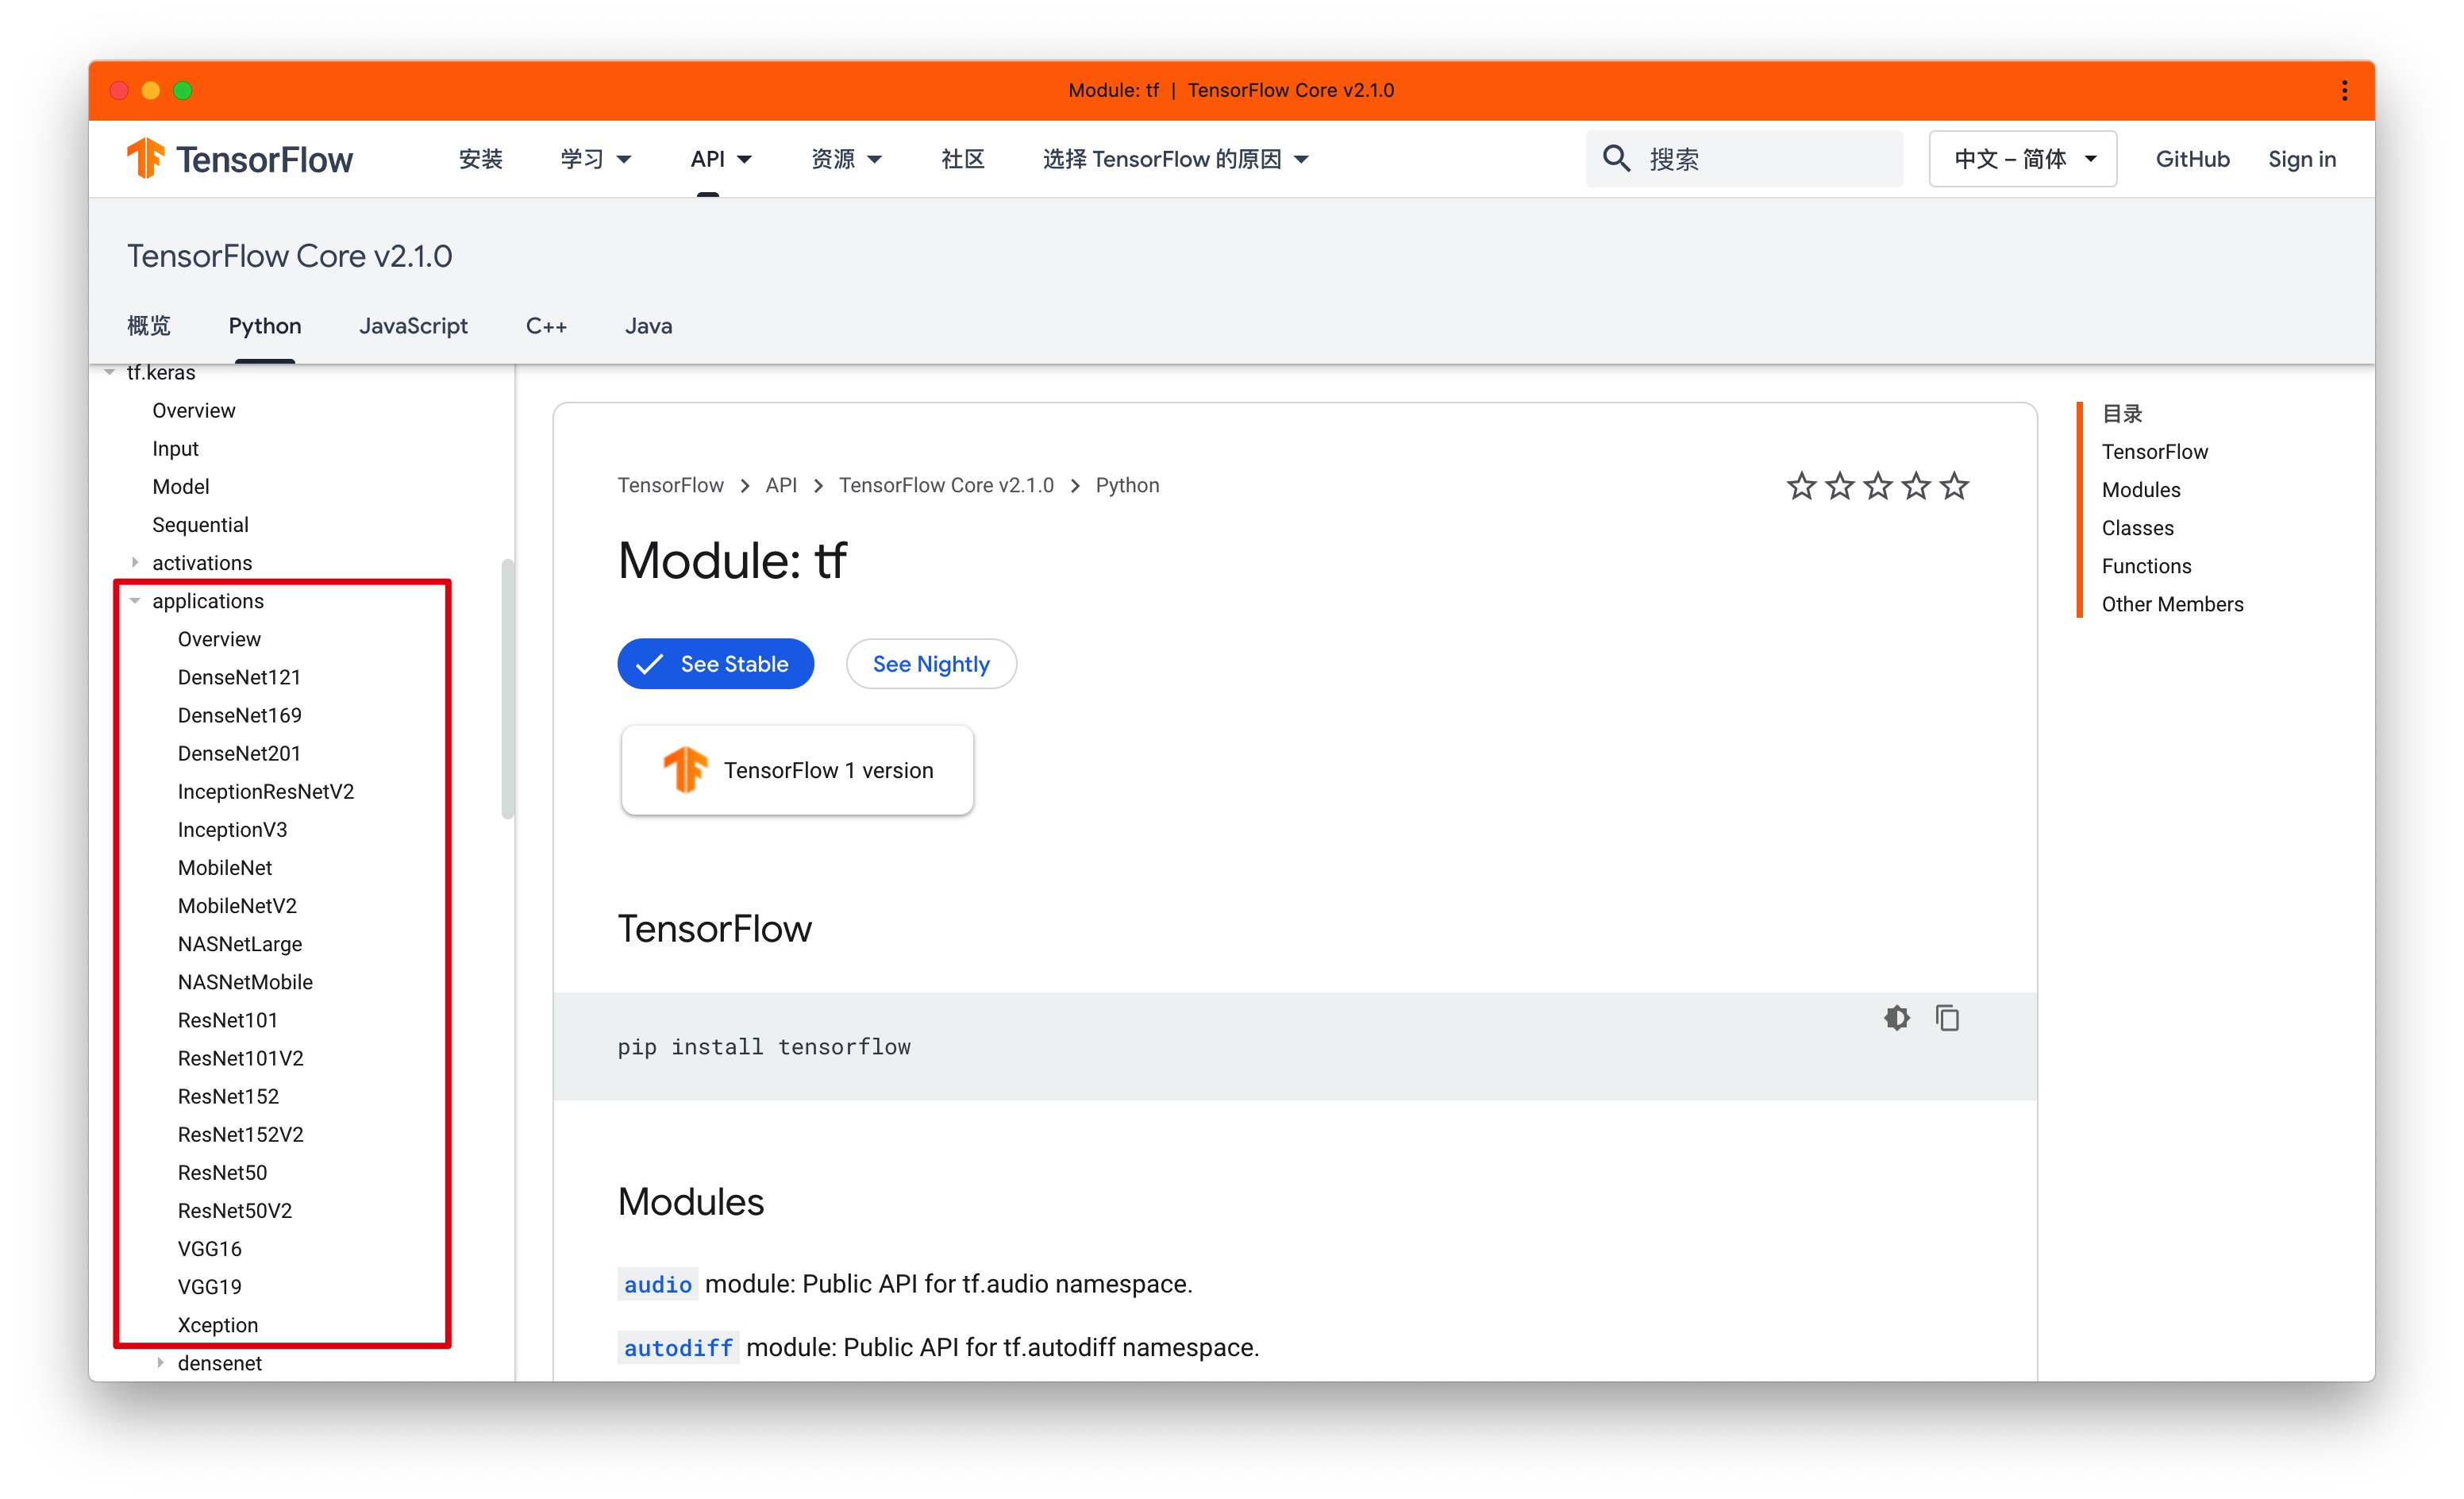 Module: tf | TensorFlow Core v2.1.0
TensorFlow 安装 学习 API 资源 社区 选择 TensorFlow 的原因 搜索 中文 – 简体 GitHub Sign in
TensorFlow Core v2.1.0
概览 Python JavaScript C++ Java
tf.keras
Overview
Input
Model
Sequential
activations
applications
Overview
DenseNet121
DenseNet169
DenseNet201
InceptionResNetV2
InceptionV3
MobileNet
MobileNetV2
NASNetLarge
NASNetMobile
ResNet101
ResNet101V2
ResNet152
ResNet152V2
ResNet50
ResNet50V2
VGG16
VGG19
Xception
densenet
TensorFlow > API > TensorFlow Core v2.1.0 > Python
Module: tf
See Stable See Nightly
TensorFlow 1 version
TensorFlow
pip install tensorflow
Modules
audio module: Public API for tf.audio namespace.
autodiff module: Public API for tf.autodiff namespace.
目录
TensorFlow
Modules
Classes
Functions
Other Members